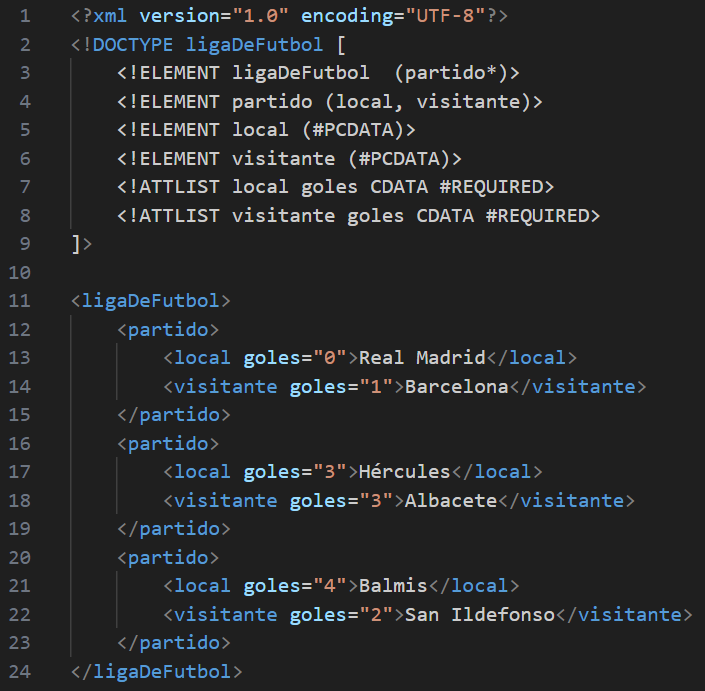 1 <?xml version="1.0" encoding="UTF-8"?>
2 <!DOCTYPE ligaDeFutbol [
3     <!ELEMENT ligaDeFutbol  (partido*)>
4     <!ELEMENT partido (local, visitante)>
5     <!ELEMENT local (#PCDATA)>
6     <!ELEMENT visitante (#PCDATA)>
7     <!ATTLIST local goles CDATA #REQUIRED>
8     <!ATTLIST visitante goles CDATA #REQUIRED>
9 ]>
10
11 <ligaDeFutbol>
12     <partido>
13         <local goles="0">Real Madrid</local>
14         <visitante goles="1">Barcelona</visitante>
15     </partido>
16     <partido>
17         <local goles="3">Hércules</local>
18         <visitante goles="3">Albacete</visitante>
19     </partido>
20     <partido>
21         <local goles="4">Balmis</local>
22         <visitante goles="2">San Ildefonso</visitante>
23     </partido>
24 </ligaDeFutbol>